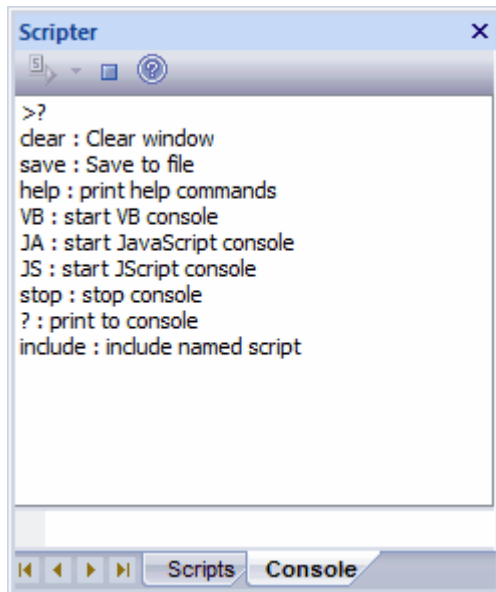 Scripter
>?
clear : Clear window
save : Save to file
help : print help commands
VB : start VB console
JA : start JavaScript console
JS : start JScript console
stop : stop console
? : print to console
include : include named script
Scripts Console